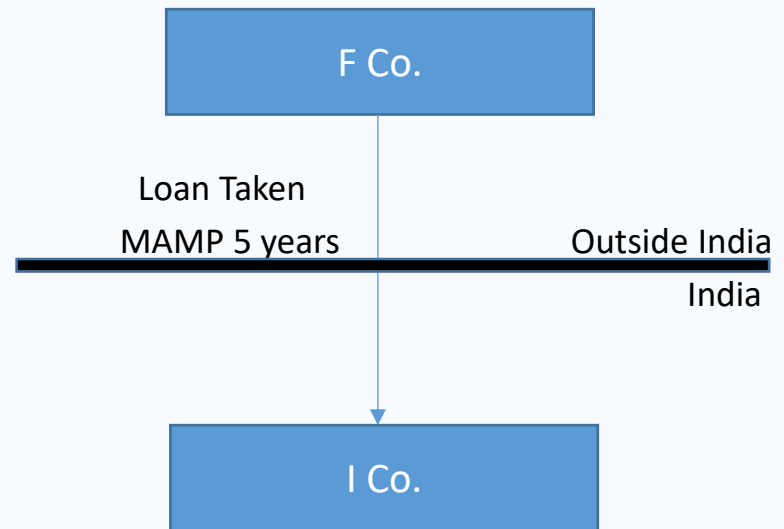 F Co.
Loan Taken
MAMP 5 years
Outside India
India
I Co.